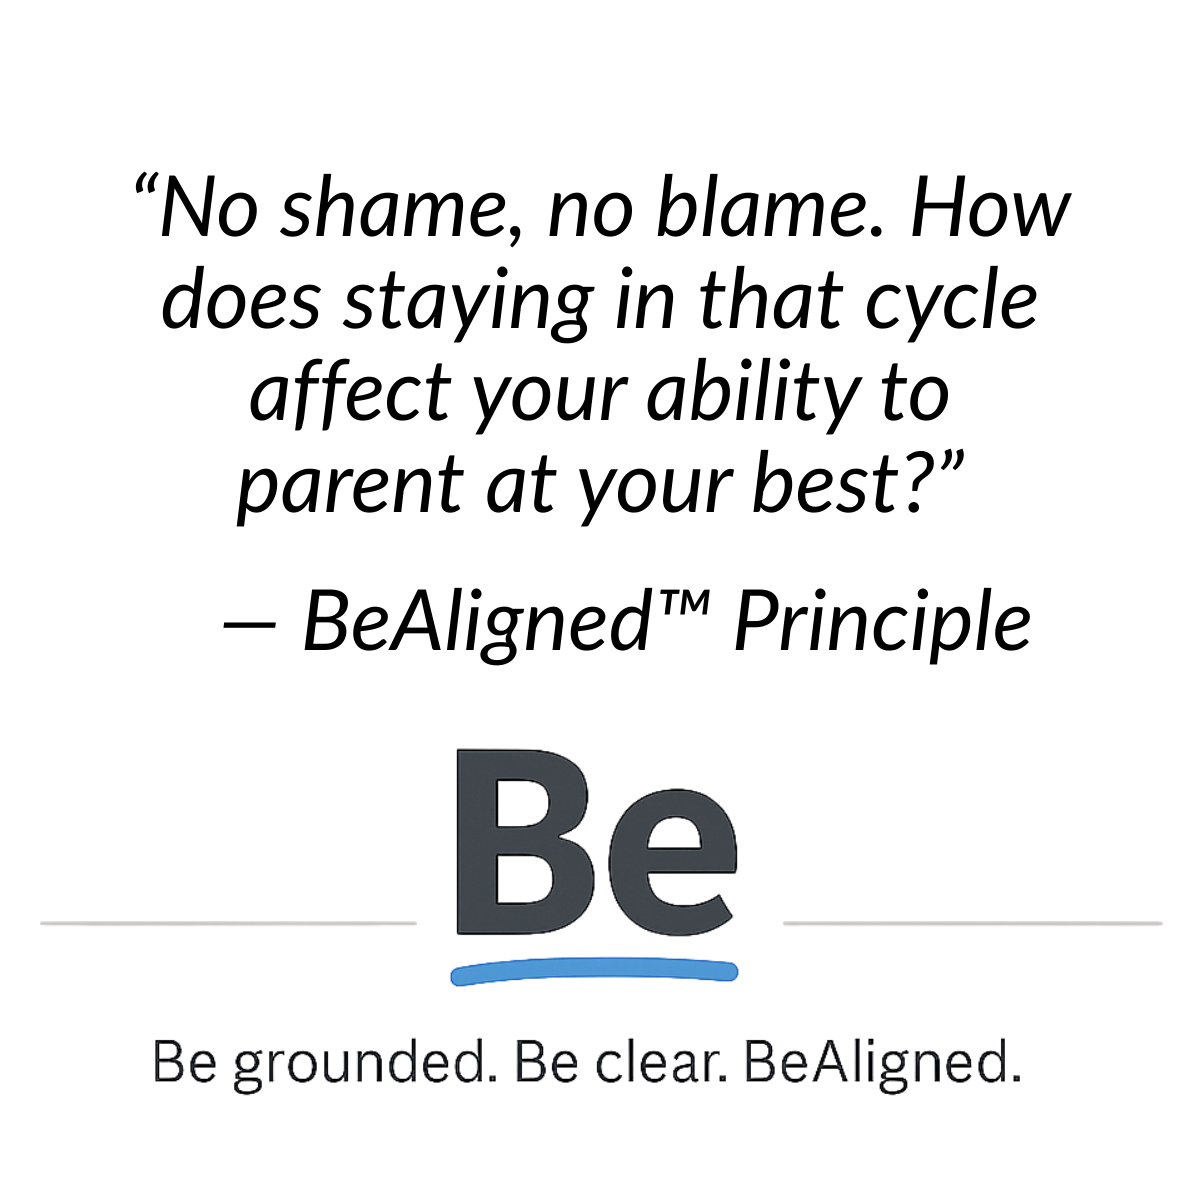 “No shame, no blame. How
does staying in that cycle
affect your ability to
parent at your best?”
— BeAligned™ Principle
Be
Be grounded. Be clear. BeAligned.